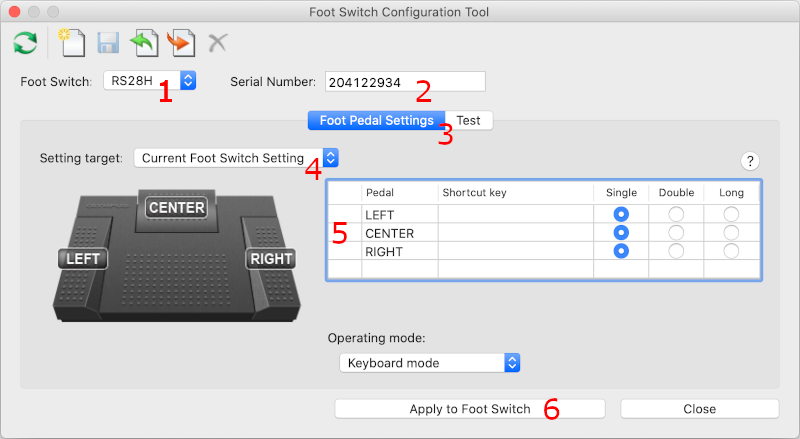 Foot Switch Configuration Tool
Foot Switch: RS28H 1 Serial Number: 204122934 2
Foot Pedal Settings 3 Test
Setting target: Current Foot Switch Setting 4 ?
Pedal Shortcut key Single Double Long
CENTER
LEFT
RIGHT
5
LEFT
CENTER
RIGHT
Operating mode:
Keyboard mode
Apply to Foot Switch 6 Close